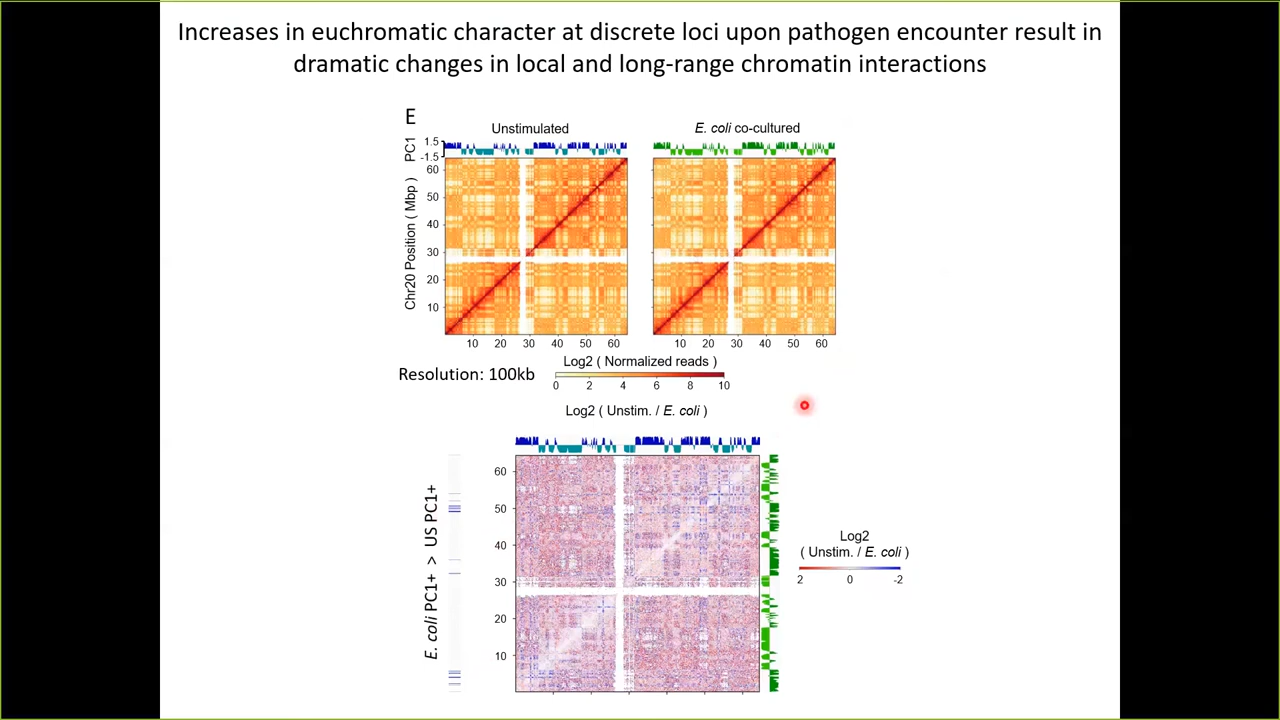 Increases in euchromatic character at discrete loci upon pathogen encounter result in
dramatic changes in local and long-range chromatin interactions
E
Unstimulated
E. coli co-cultured
PC1
1.5
-1.5
Chr20 Position ( Mbp )
60
50
40
30
20
10
10 20 30 40 50 60
10 20 30 40 50 60
Log2 ( Normalized reads )
Resolution: 100kb
0 2 4 6 8 10
Log2 ( Unstim. / E. coli )
E. coli PC1+ > US PC1+
60
50
40
30
20
10
Log2
( Unstim. / E. coli )
2 0 -2